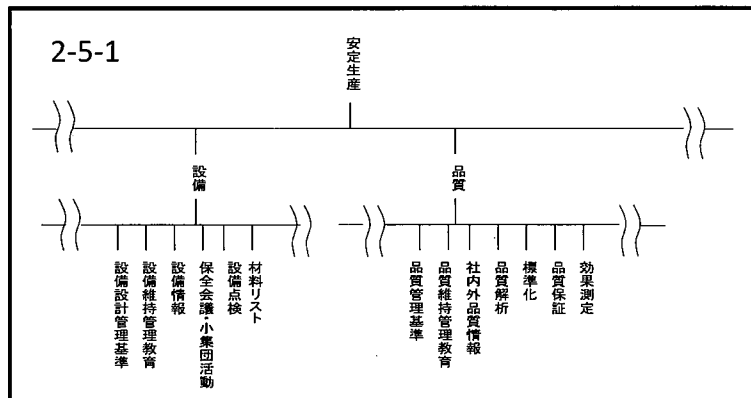 2-5-1
安定生産
設備
品質
設備設計管理基準
設備維持管理教育
設備情報
保全会議・小集団活動
設備点検
材料リスト
品質管理基準
品質維持管理教育
社内外品質情報
品質解析
標準化
品質保証
効果測定